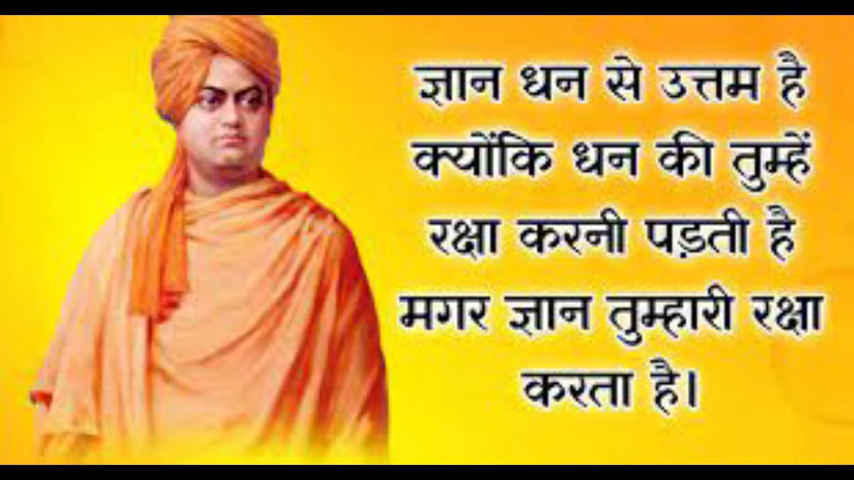 ज्ञान धन से उत्तम है
क्योंकि धन की तुम्हें
रक्षा करनी पड़ती है
मगर ज्ञान तुम्हारी रक्षा
करता है।